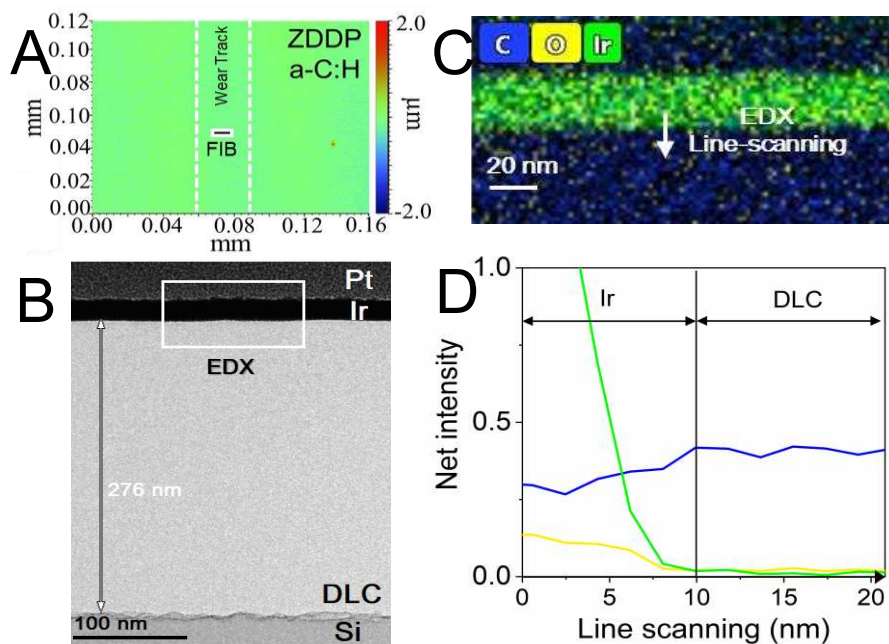 A
0.12
0.12
0.10
0.10
0.04
0.02
0.00
mm
0.00
0.04
0.08
0.12
0.16
mm
Wear Track
FIB
ZDDP
a-C:H
2.0
-2.0
μm
C
C O Ir
EDX
Line-scanning
20 nm
B
Pt
Ir
EDX
276 nm
DLC
Si
100 nm
D
Ir
DLC
1.0
0.5
0.0
Net intensity
0
5
10
15
20
Line scanning (nm)